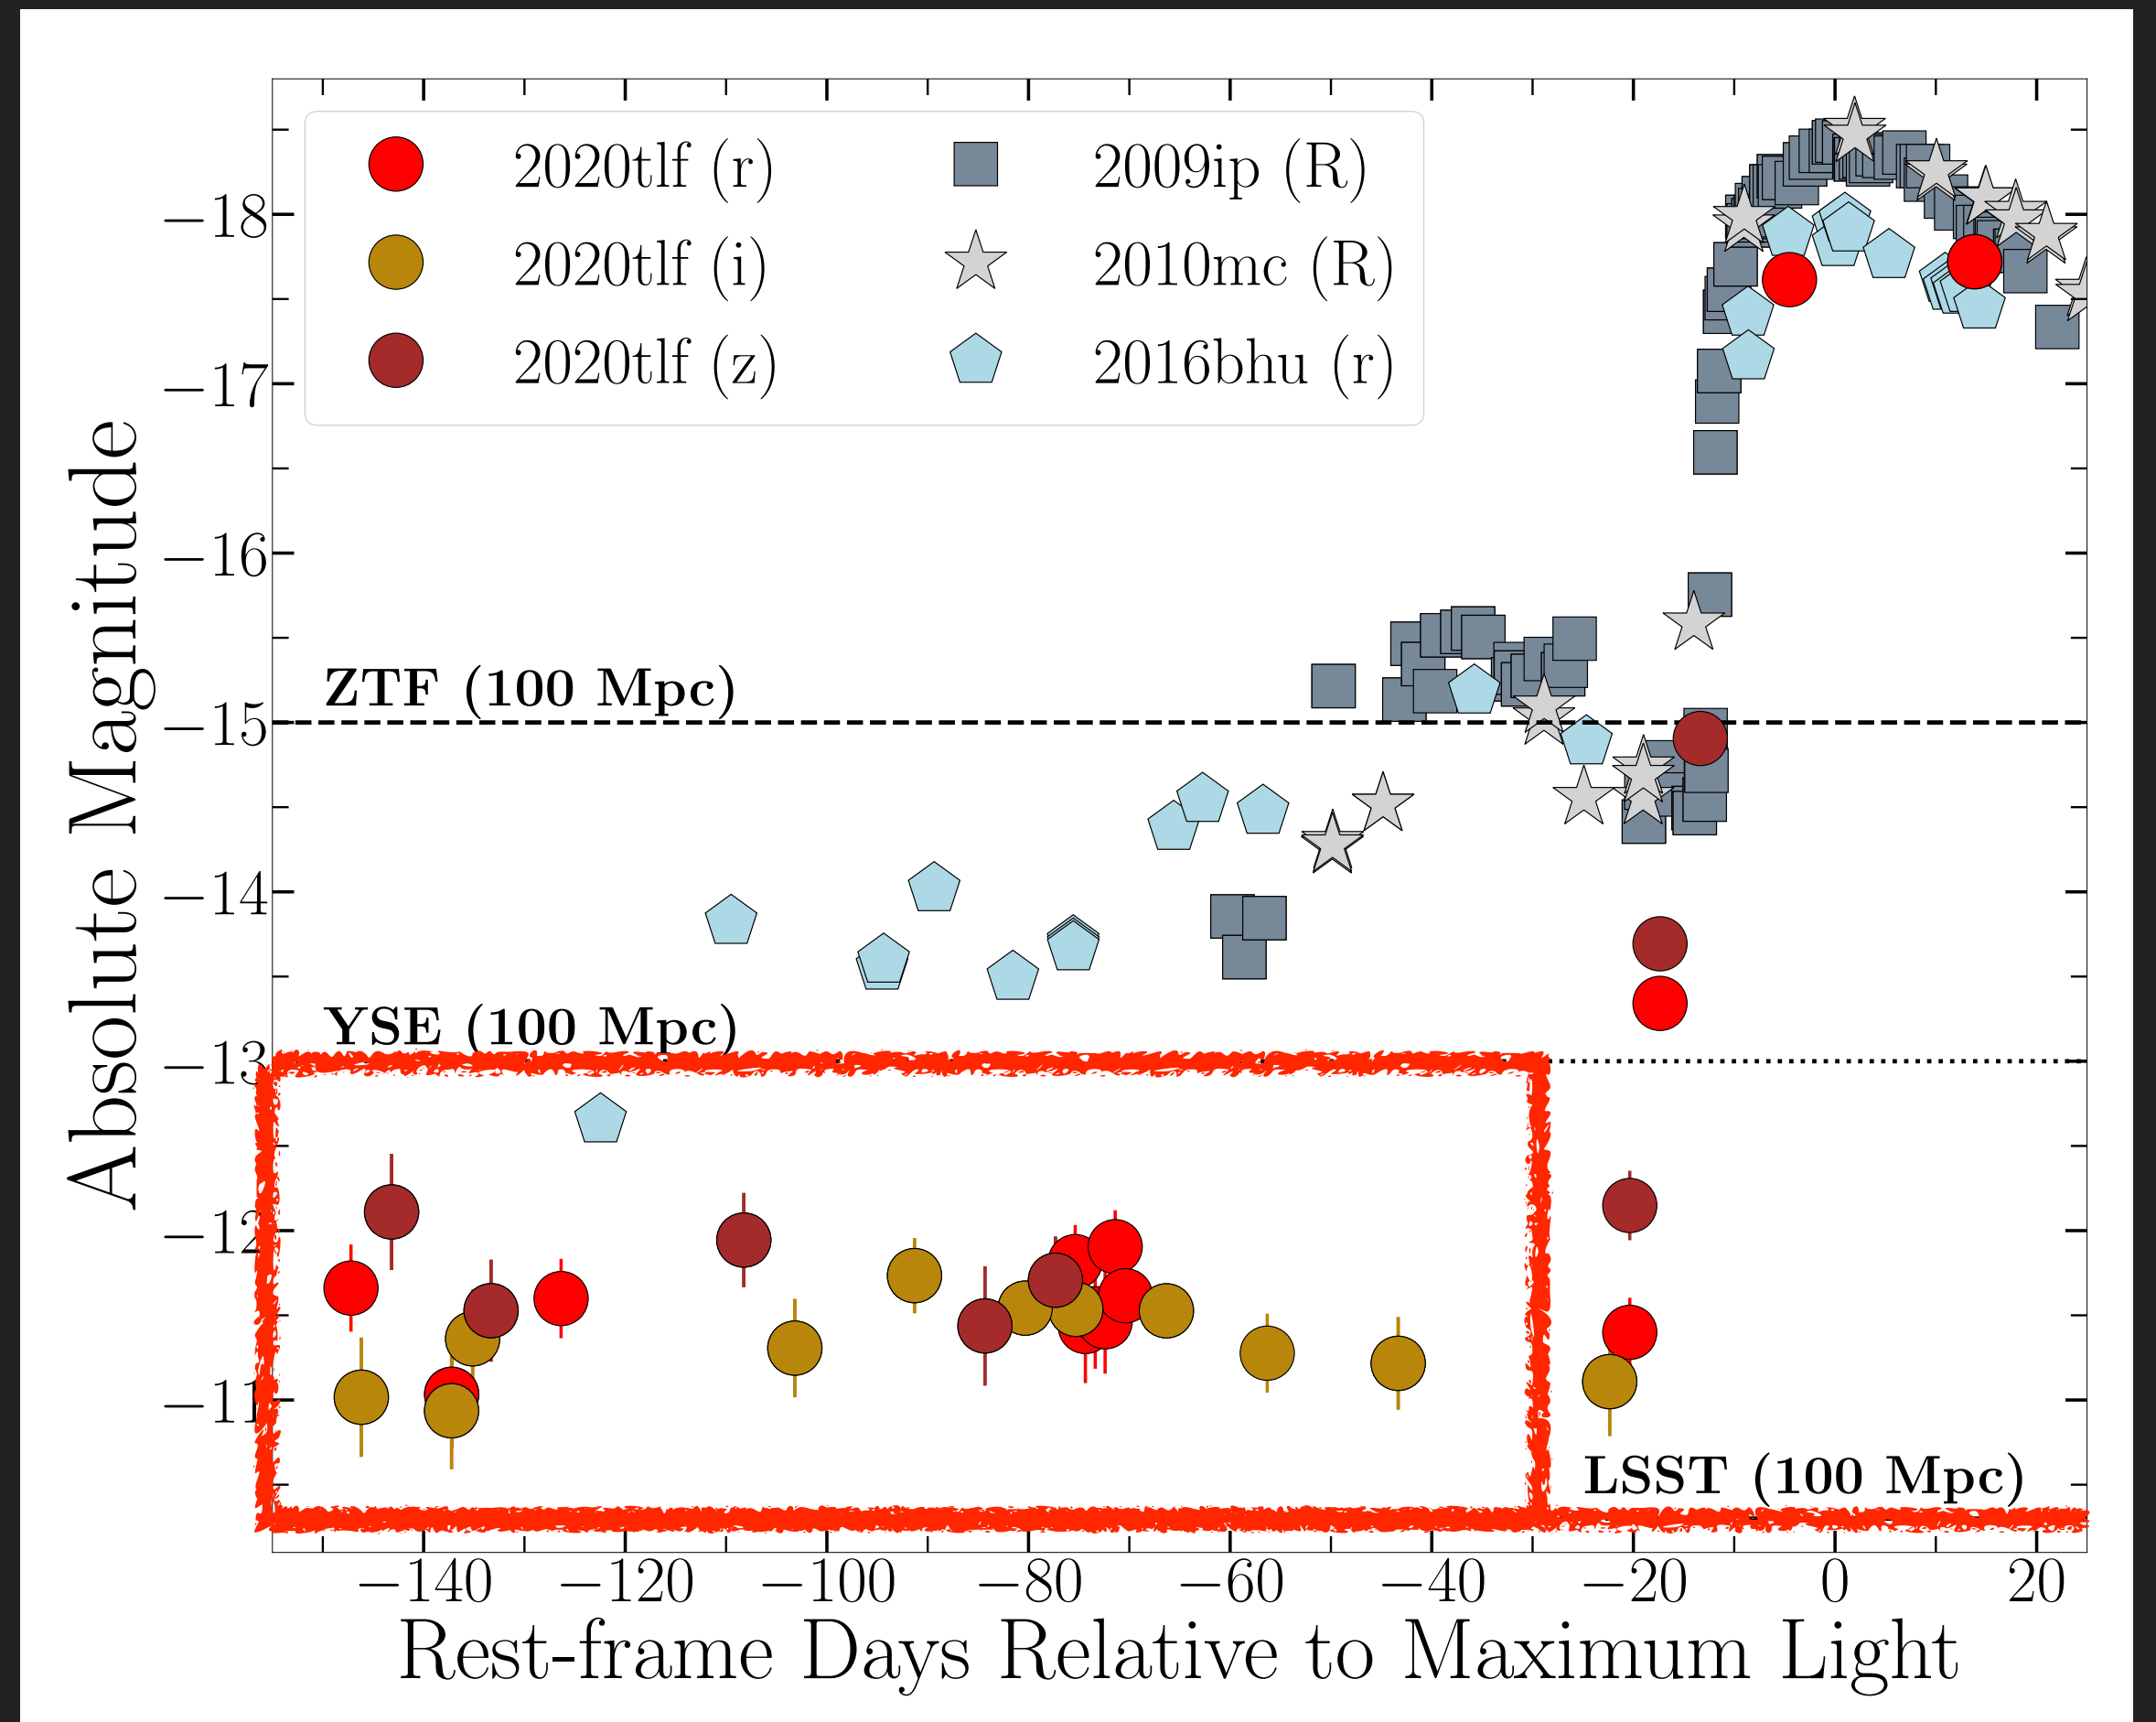 2020tlf (r)
2020tlf (i)
2020tlf (z)
2009ip (R)
2010mc (R)
2016bhu (r)
−18
−17
−16
−15
−14
−13
−12
−11
Absolute Magnitude
ZTF (100 Mpc)
YSE (100 Mpc)
LSST (100 Mpc)
−140 −120 −100 −80 −60 −40 −20 0 20
Rest-frame Days Relative to Maximum Light